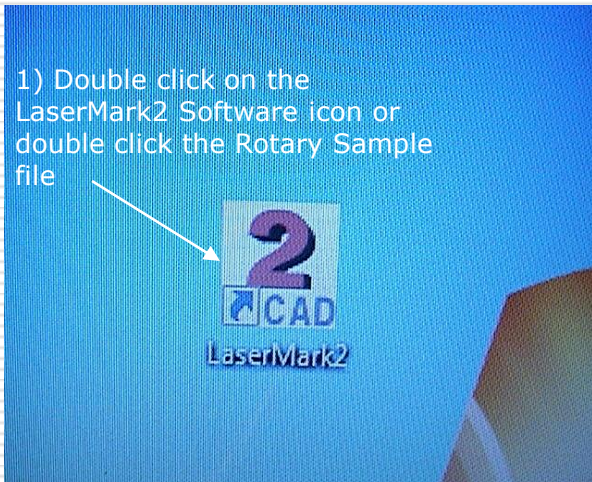 1) Double click on the
LaserMark2 Software icon or
double click the Rotary Sample
file
2
CAD
LaserMark2